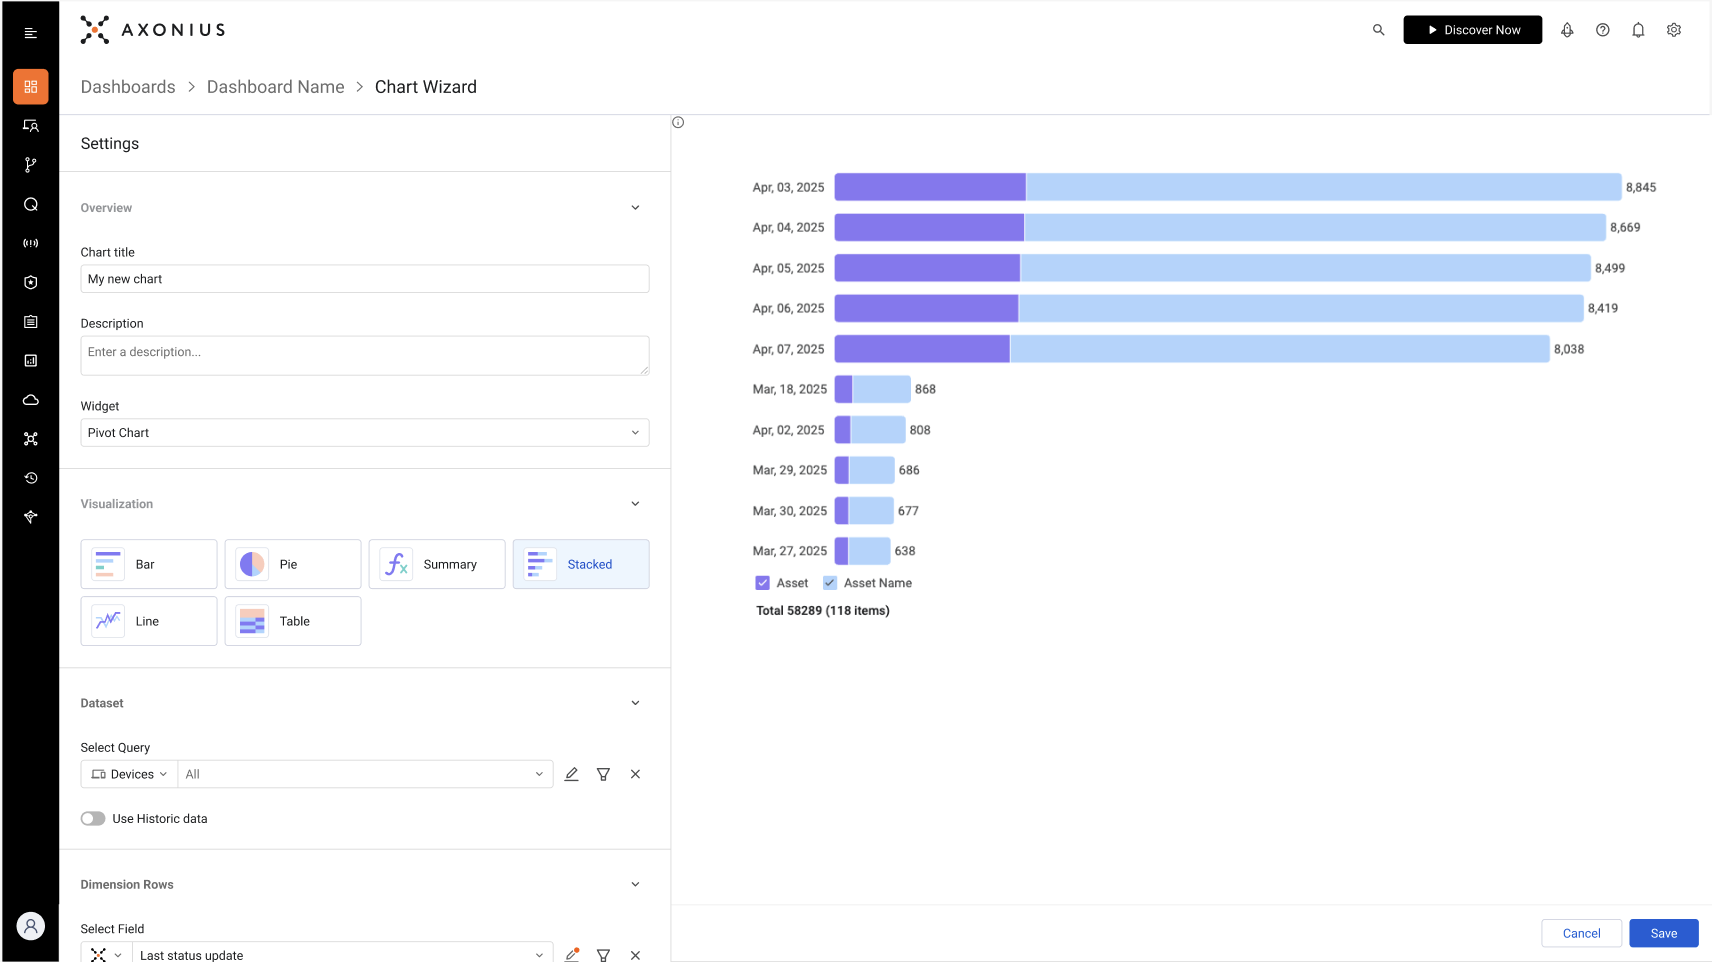 AXONIUS
Discover Now
Dashboards > Dashboard Name > Chart Wizard
Settings
Overview
Chart title
My new chart
Description
Enter a description...
Widget
Pivot Chart
Visualization
Bar
Pie
Summary
Stacked
Line
Table
Dataset
Select Query
Devices
All
Use Historic data
Dimension Rows
Select Field
Last status update
Apr, 03, 2025 8,845
Apr, 04, 2025 8,669
Apr, 05, 2025 8,499
Apr, 06, 2025 8,419
Apr, 07, 2025 8,038
Mar, 18, 2025 868
Apr, 02, 2025 808
Mar, 29, 2025 686
Mar, 30, 2025 677
Mar, 27, 2025 638
Asset Asset Name
Total 58289 (118 items)
Cancel
Save